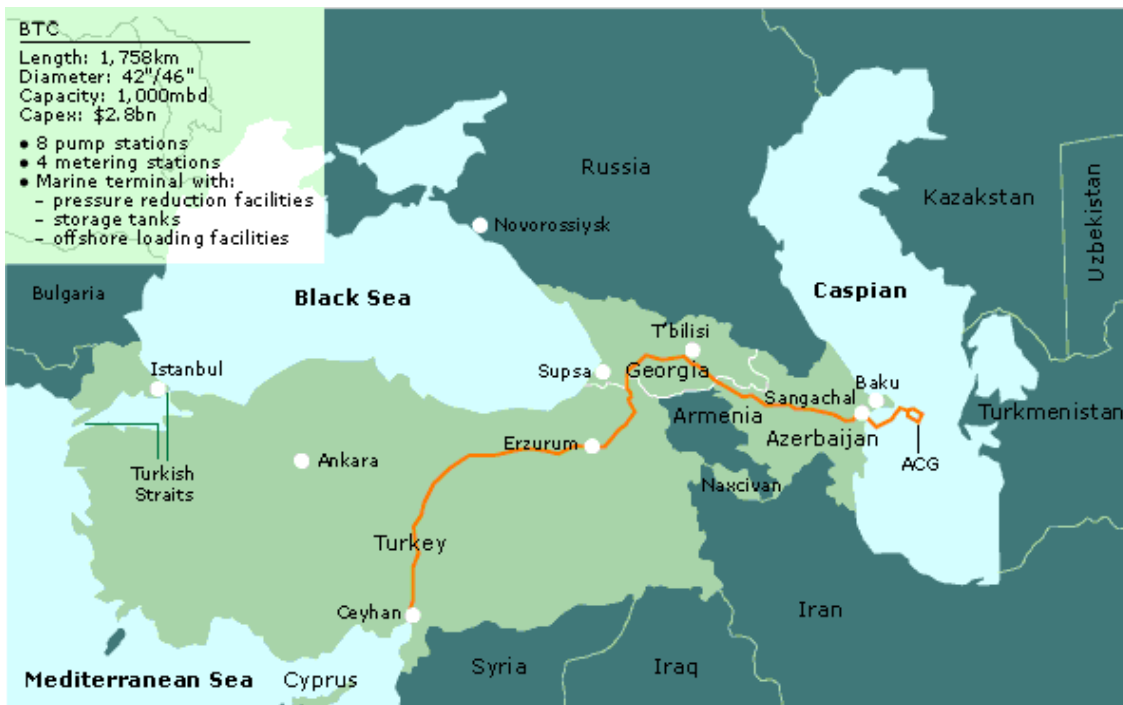 BTC
Length: 1,758km
Diameter: 42"/46"
Capacity: 1,000mbd
Capex: $2.8bn
• 8 pump stations
• 4 metering stations
• Marine terminal with:
– pressure reduction facilities
– storage tanks
– offshore loading facilities
Russia
Kazakstan
Uzbekistan
Novorossiysk
Bulgaria
Black Sea
Caspian
T'bilisi
Istanbul
Supsa
Georgia
Baku
Sangachal
Armenia
Turkmenistan
Azerbaijan
Erzurum
Ankara
ACG
Turkish
Straits
Naxcivan
Turkey
Ceyhan
Iran
Syria
Iraq
Mediterranean Sea
Cyprus